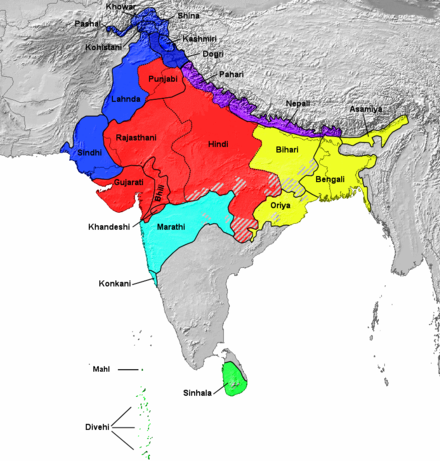 Khowar
Shina
Pashai
Kashmiri
Kohistani
Dogri
Punjabi
Pahari
Lahnda
Nepali
Asamiya
Rajasthani
Hindi
Sindhi
Bihari
Bengali
Gujarati
Bhili
Oriya
Khandeshi
Marathi
Konkani
Mahl
Sinhala
Divehi